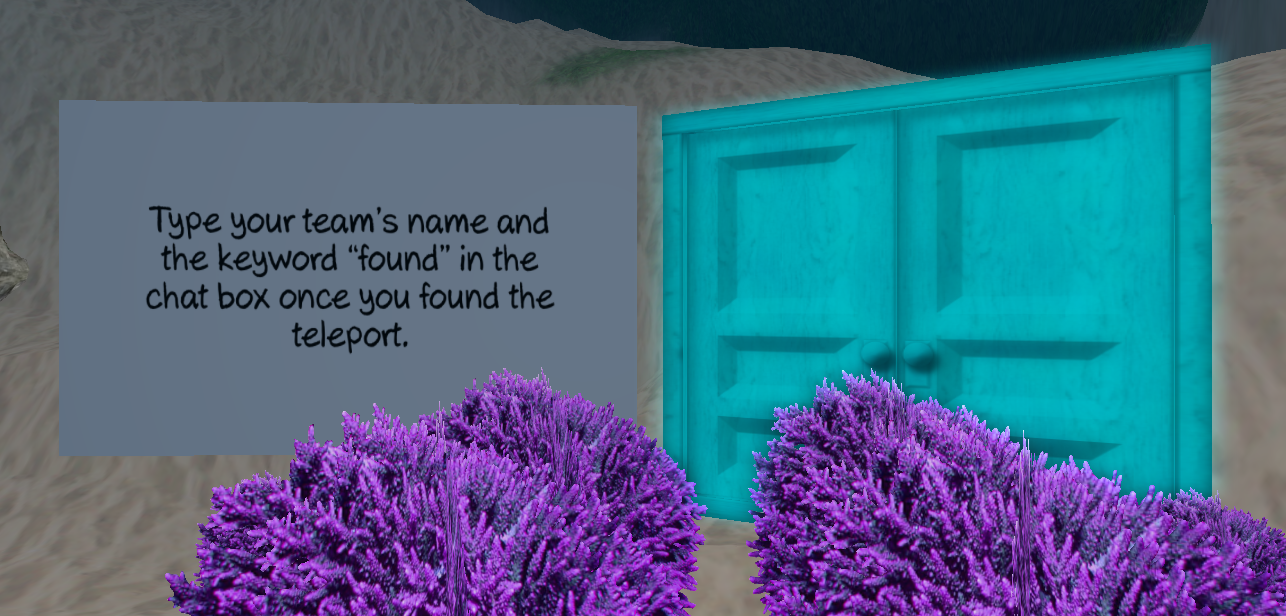 Type your team's name and
the keyword “found” in the
chat box once you found the
teleport.